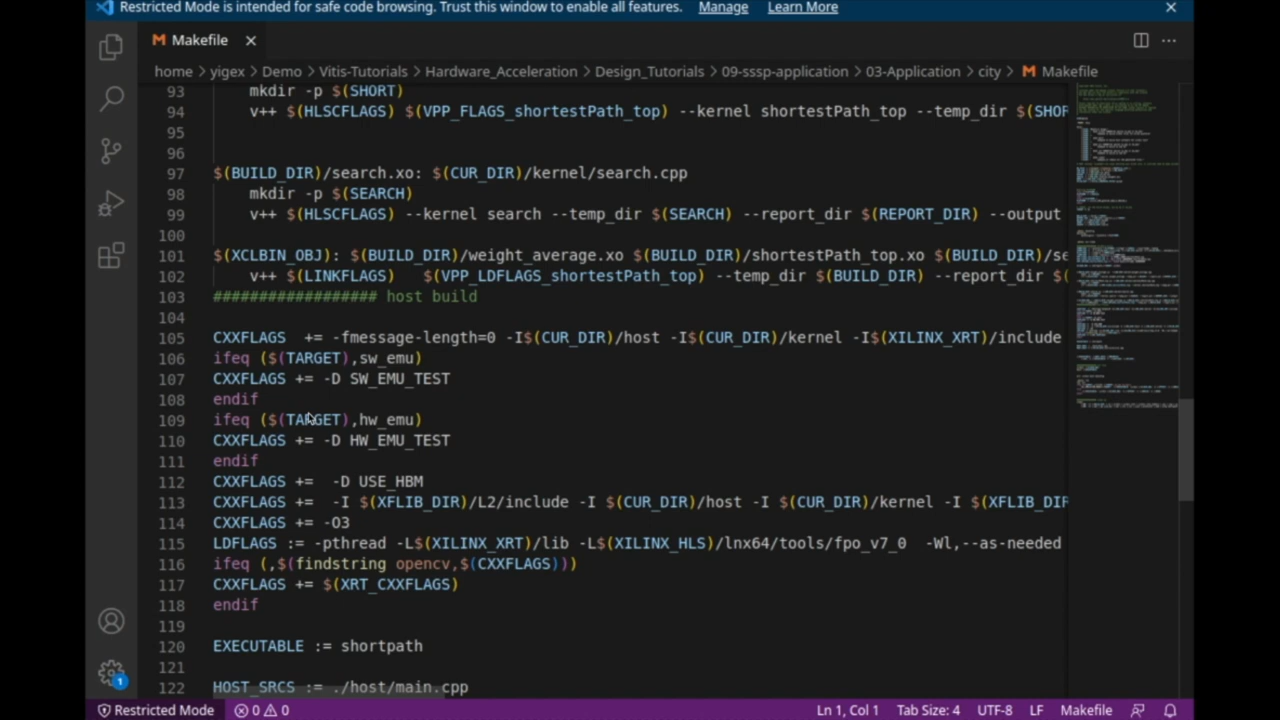 Restricted Mode is intended for safe code browsing. Trust this window to enable all features. Manage Learn More
Makefile
home > yigex > Demo > Vitis-Tutorials > Hardware_Acceleration > Design_Tutorials > 09-sssp-application > 03-Application > city > Makefile
93 mkdir -p $(SHORT)
94 v++ $(HLSCFLAGS) $(VPP_FLAGS_shortestPath_top) --kernel shortestPath_top --temp_dir $(SHOR
95
96
97 $(BUILD_DIR)/search.xo: $(CUR_DIR)/kernel/search.cpp
98 mkdir -p $(SEARCH)
99 v++ $(HLSCFLAGS) --kernel search --temp_dir $(SEARCH) --report_dir $(REPORT_DIR) --output
100
101 $(XCLBIN_OBJ): $(BUILD_DIR)/weight_average.xo $(BUILD_DIR)/shortestPath_top.xo $(BUILD_DIR)/se
102 v++ $(LINKFLAGS) $(VPP_LDFLAGS_shortestPath_top) --temp_dir $(BUILD_DIR) --report_dir $(
103 ################## host build
104
105 CXXFLAGS += -fmessage-length=0 -I$(CUR_DIR)/host -I$(CUR_DIR)/kernel -I$(XILINX_XRT)/include
106 ifeq ($(TARGET),sw_emu)
107 CXXFLAGS += -D SW_EMU_TEST
108 endif
109 ifeq ($(TARGET),hw_emu)
110 CXXFLAGS += -D HW_EMU_TEST
111 endif
112 CXXFLAGS += -D USE_HBM
113 CXXFLAGS += -I $(XFLIB_DIR)/L2/include -I $(CUR_DIR)/host -I $(CUR_DIR)/kernel -I $(XFLIB_DIR
114 CXXFLAGS += -O3
115 LDFLAGS := -pthread -L$(XILINX_XRT)/lib -L$(XILINX_HLS)/lnx64/tools/fpo_v7_0 -Wl,--as-needed
116 ifeq (,$(findstring opencv,$(CXXFLAGS)))
117 CXXFLAGS += $(XRT_CXXFLAGS)
118 endif
119
120 EXECUTABLE := shortpath
121
122 HOST_SRCS := ./host/main.cpp
1
Restricted Mode 0 0 Ln 1, Col 1 Tab Size: 4 UTF-8 LF Makefile